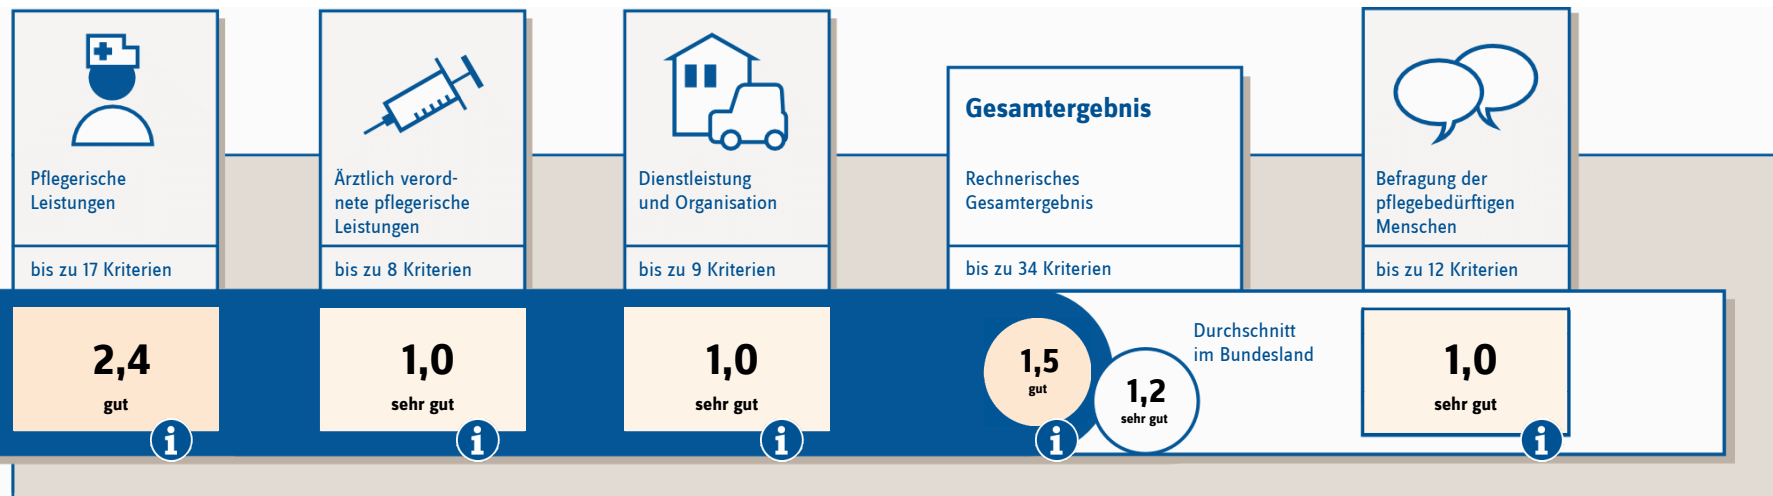 Pflegerische
Leistungen
bis zu 17 Kriterien
2,4
gut
i
Ärztlich verord-
nete pflegerische
Leistungen
bis zu 8 Kriterien
1,0
sehr gut
i
Dienstleistung
und Organisation
bis zu 9 Kriterien
1,0
sehr gut
i
Gesamtergebnis
Rechnerisches
Gesamtergebnis
bis zu 34 Kriterien
1,5
gut
i
1,2
sehr gut
Durchschnitt
im Bundesland
Befragung der
pflegebedürftigen
Menschen
bis zu 12 Kriterien
1,0
sehr gut
i